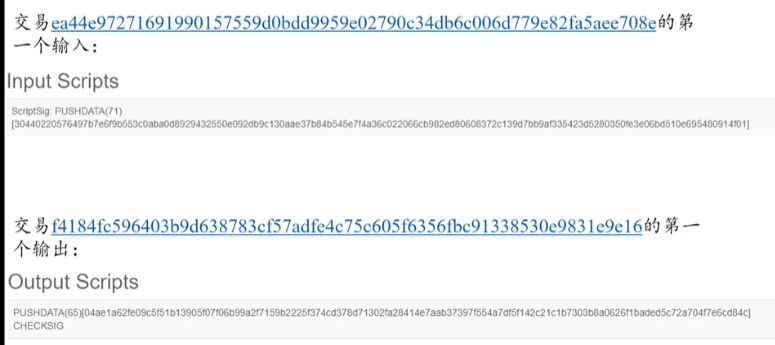 交易ea44e97271691990157559d0bdd9959e02790c34db6c006d779e82fa5aee708e的第
一个输入：
Input Scripts
ScriptSig: PUSHDATA(71)
[30440220576497b7e6f9b553c0aba0d8929432550e092db9c130aae37b84b545e7f4a36c022066cb982ed80608372c139d7bb9af335423d5280350fe3e06bd510e695480914f01]
交易f4184fc596403b9d638783cf57adfe4c75c605f6356fbc91338530e9831e9e16的第一
个输出：
Output Scripts
PUSHDATA(65)[04ae1a62fe09c5f51b13905f07f06b99a2f7159b2225f374cd378d71302fa28414e7aab37397f554a7df5f142c21c1b7303b8a0626f1baded5c72a704f7e6cd84c]
CHECKSIG